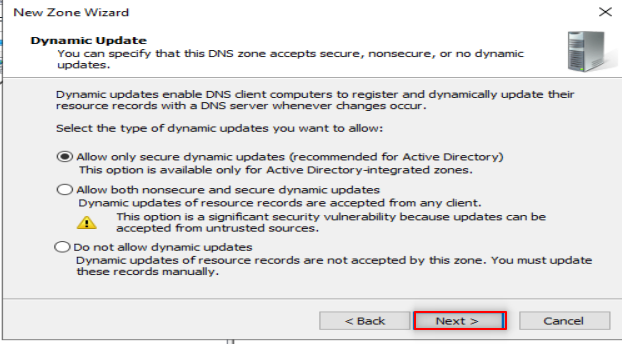 New Zone Wizard
Dynamic Update
You can specify that this DNS zone accepts secure, nonsecure, or no dynamic
updates.
Dynamic updates enable DNS client computers to register and dynamically update their
resource records with a DNS server whenever changes occur.
Select the type of dynamic updates you want to allow:
Allow only secure dynamic updates (recommended for Active Directory)
This option is available only for Active Directory-integrated zones.
Allow both nonsecure and secure dynamic updates
Dynamic updates of resource records are accepted from any client.
This option is a significant security vulnerability because updates can be
accepted from untrusted sources.
Do not allow dynamic updates
Dynamic updates of resource records are not accepted by this zone. You must update
these records manually.
< Back Next > Cancel